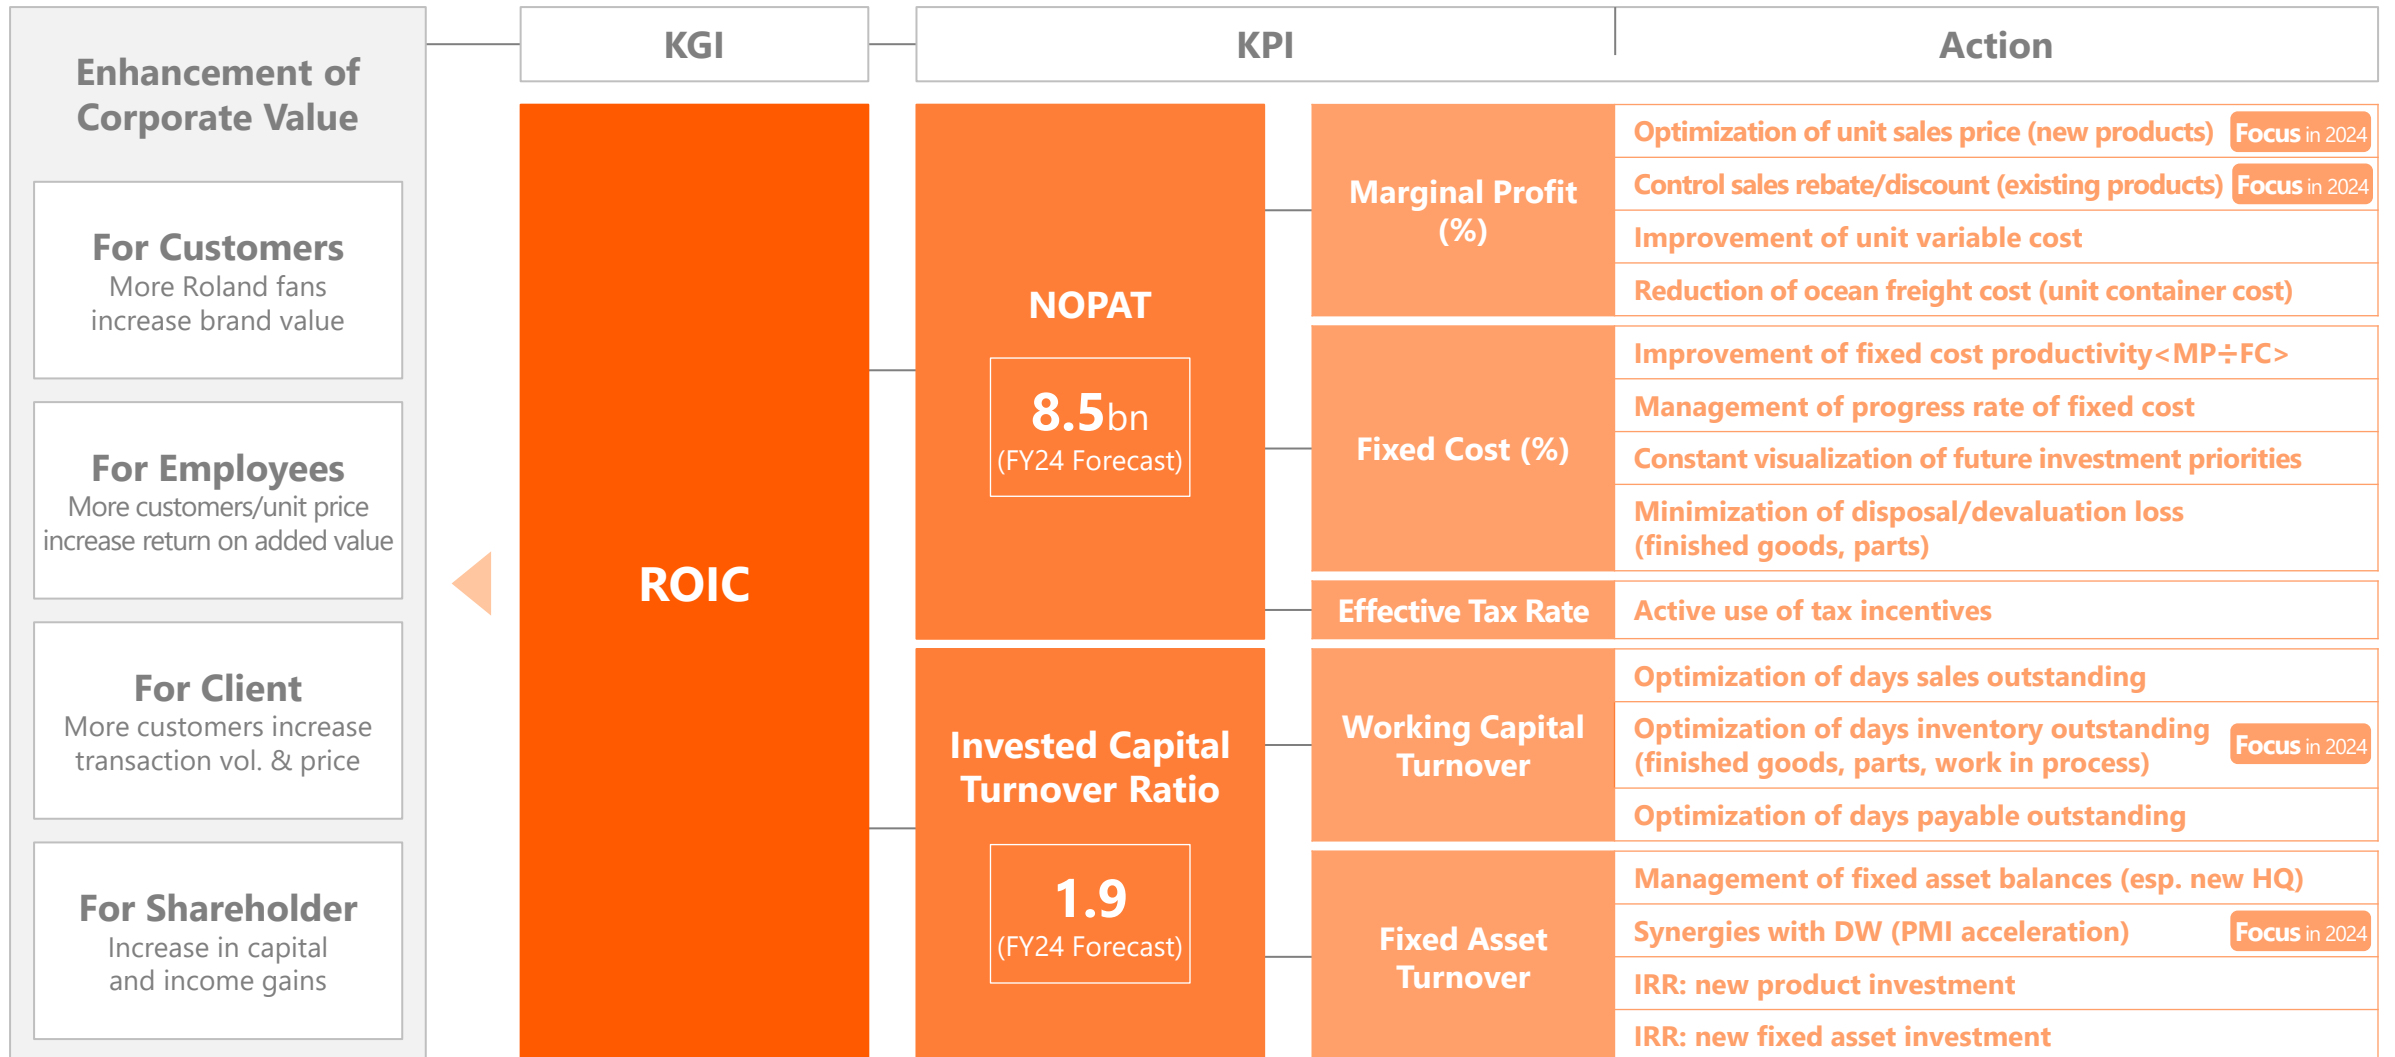 Enhancement of
Corporate Value
For Customers
More Roland fans
increase brand value
For Employees
More customers/unit price
increase return on added value
For Client
More customers increase
transaction vol. & price
For Shareholder
Increase in capital
and income gains
KGI
ROIC
KPI
NOPAT
8.5bn
(FY24 Forecast)
Invested Capital
Turnover Ratio
1.9
(FY24 Forecast)
Action
Marginal Profit
(%)
Optimization of unit sales price (new products) Focus in 2024
Control sales rebate/discount (existing products) Focus in 2024
Improvement of unit variable cost
Reduction of ocean freight cost (unit container cost)
Fixed Cost (%)
Improvement of fixed cost productivity<MP÷FC>
Management of progress rate of fixed cost
Constant visualization of future investment priorities
Minimization of disposal/devaluation loss
(finished goods, parts)
Effective Tax Rate
Active use of tax incentives
Working Capital
Turnover
Optimization of days sales outstanding
Optimization of days inventory outstanding
(finished goods, parts, work in process)
Focus in 2024
Optimization of days payable outstanding
Fixed Asset
Turnover
Management of fixed asset balances (esp. new HQ)
Synergies with DW (PMI acceleration) Focus in 2024
IRR: new product investment
IRR: new fixed asset investment